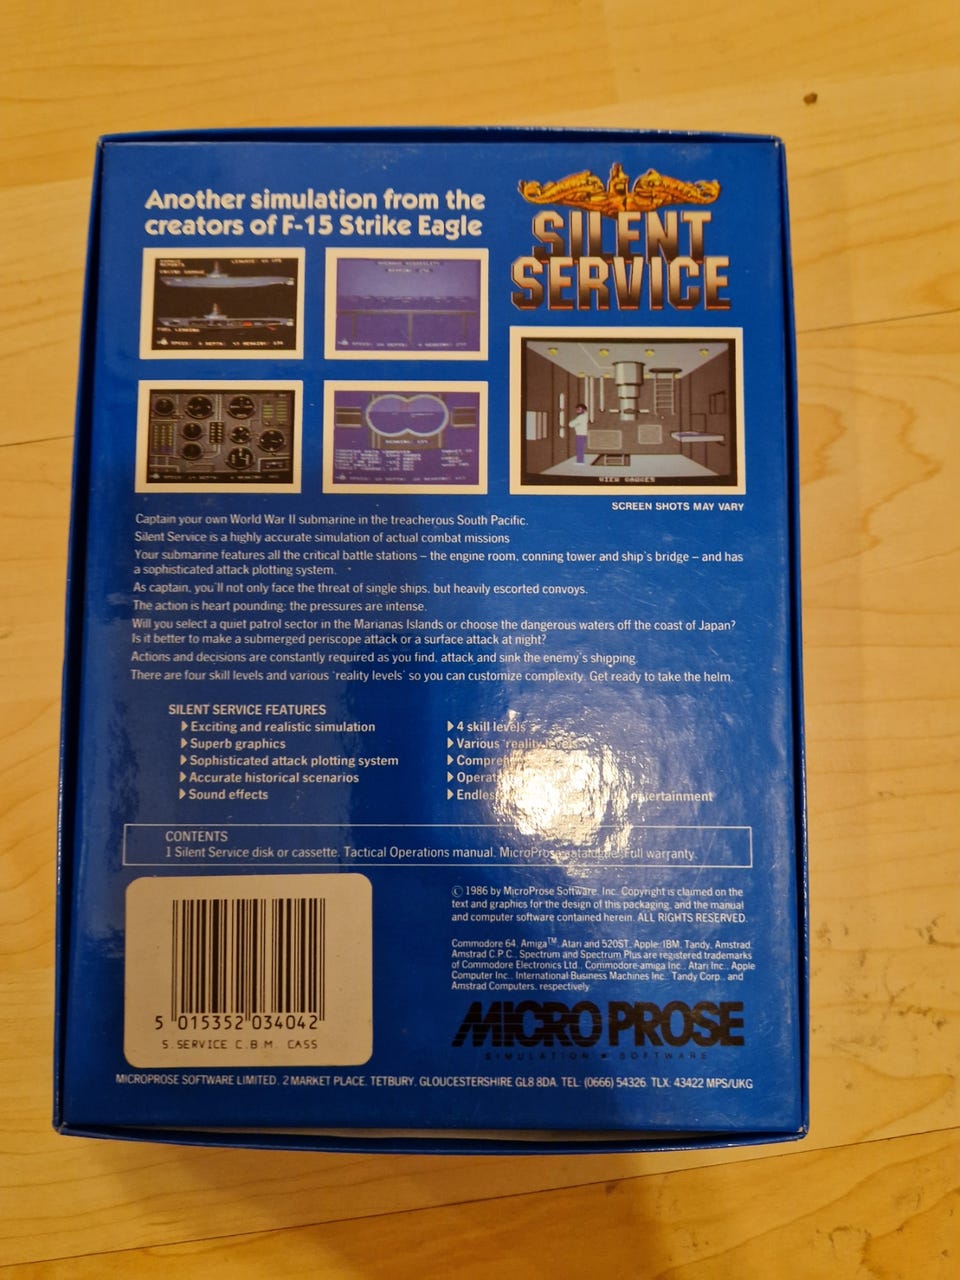 Another simulation from the
creators of F-15 Strike Eagle
SILENT
SERVICE
VIEW GAUGES
SCREEN SHOTS MAY VARY
Captain your own World War II submarine in the treacherous South Pacific.
Silent Service is a highly accurate simulation of actual combat missions
Your submarine features all the critical battle stations – the engine room, conning tower and ship's bridge – and has
a sophisticated attack plotting system.
As captain, you'll not only face the threat of single ships, but heavily escorted convoys.
The action is heart pounding: the pressures are intense.
Will you select a quiet patrol sector in the Marianas Islands or choose the dangerous waters off the coast of Japan?
Is it better to make a submerged periscope attack or a surface attack at night?
Actions and decisions are constantly required as you find, attack and sink the enemy's shipping.
There are four skill levels and various 'reality levels' so you can customize complexity. Get ready to take the helm.
SILENT SERVICE FEATURES
Exciting and realistic simulation
Superb graphics
Sophisticated attack plotting system
Accurate historical scenarios
Sound effects
4 skill levels
Various 'reality levels'
entertainment
CONTENTS
1 Silent Service disk or cassette. Tactical Operations manual. MicroProse catalogue. Full warranty.
© 1986 by MicroProse Software, Inc. Copyright is claimed on the
text and graphics for the design of this packaging, and the manual
and computer software contained herein. ALL RIGHTS RESERVED.
Commodore 64, Amiga™, Atari and 520ST, Apple, IBM, Tandy, Amstrad,
Amstrad C.P.C., Spectrum and Spectrum Plus are registered trademarks
of Commodore Electronics Ltd., Commodore-amiga Inc., Atari Inc., Apple
Computer Inc., International Business Machines Inc., Tandy Corp., and
Amstrad Computers, respectively
MICRO PROSE
SIMULATION • SOFTWARE
5 015352 034042
S.SERVICE C.B.M. CASS
MICROPROSE SOFTWARE LIMITED, 2 MARKET PLACE, TETBURY, GLOUCESTERSHIRE GL8 8DA. TEL: (0666) 54326. TLX: 43422 MPS/UKG